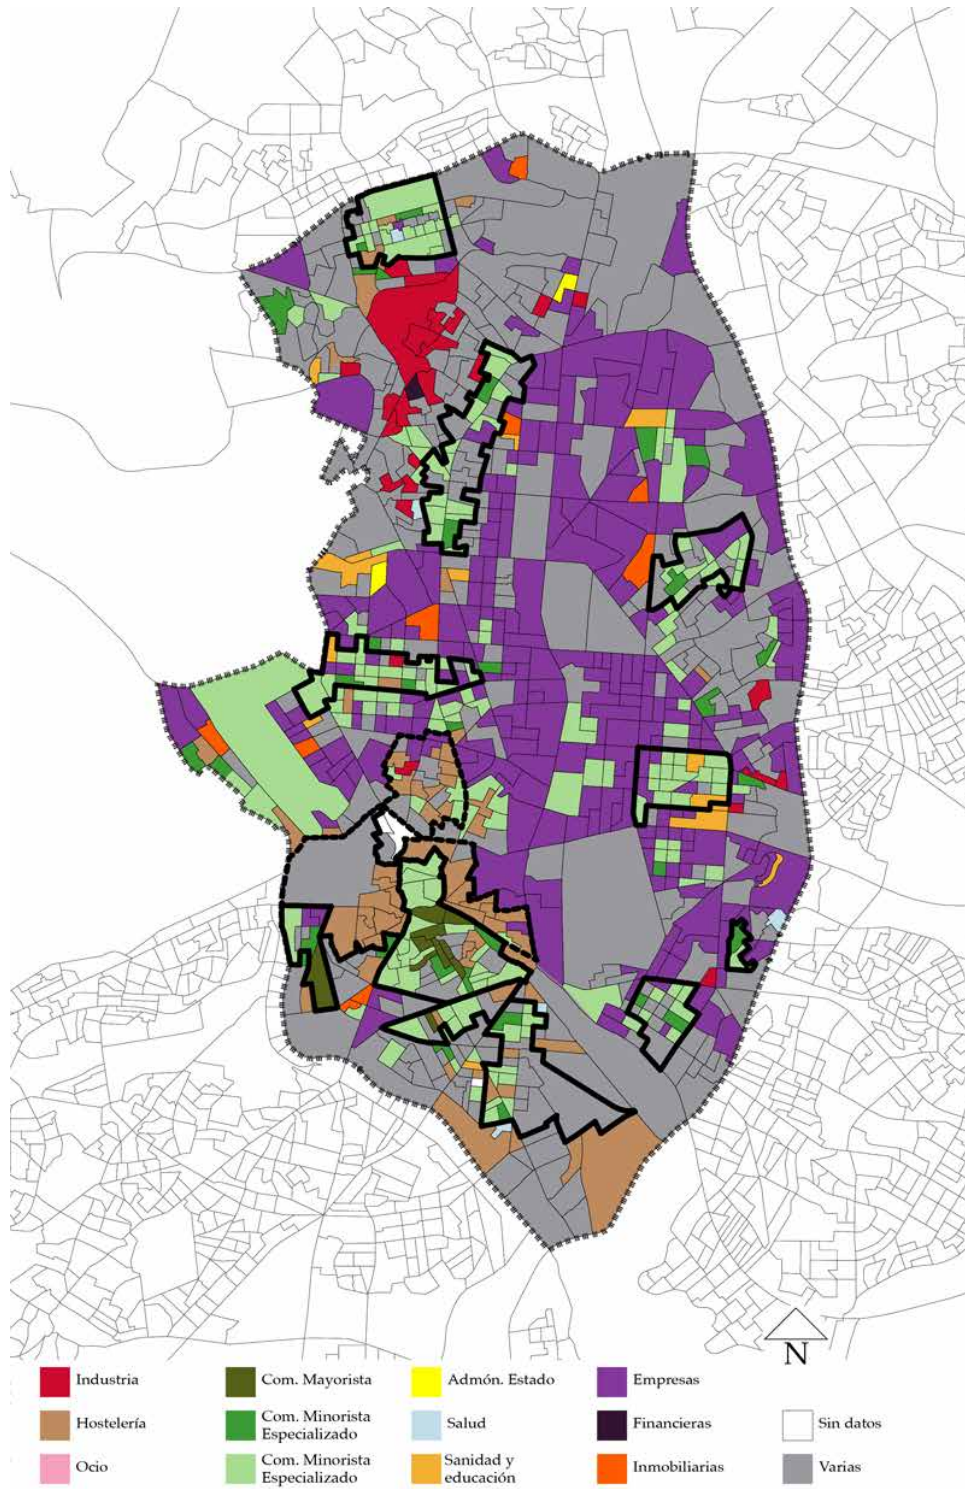 N
Industria
Com. Mayorista
Admón. Estado
Empresas
Hostelería
Com. Minorista
Especializado
Salud
Financieras
Sin datos
Ocio
Com. Minorista
Especializado
Sanidad y
educación
Inmobiliarias
Varias